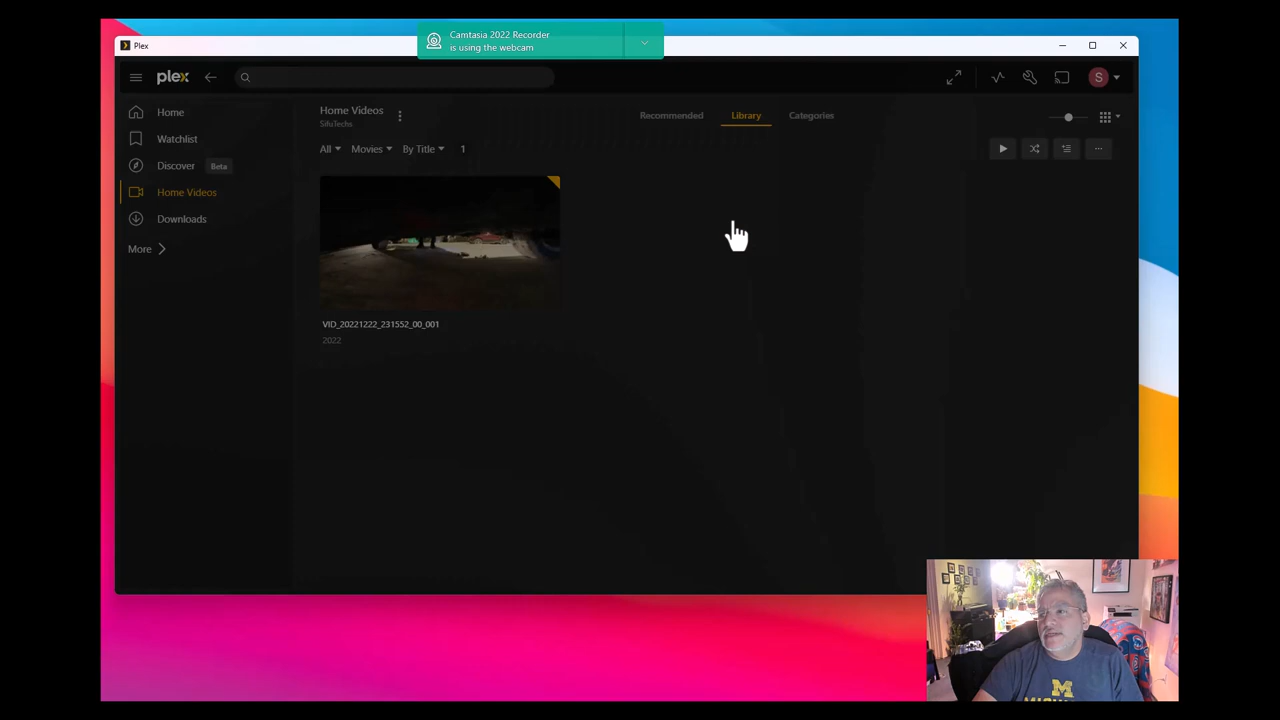 Camtasia 2022 Recorder
is using the webcam
Plex
plex
S
Home
Watchlist
Discover Beta
Home Videos
Downloads
More
Home Videos
SifuTechs
Recommended Library Categories
All Movies By Title 1
VID_20221222_231552_00_001
2022
M